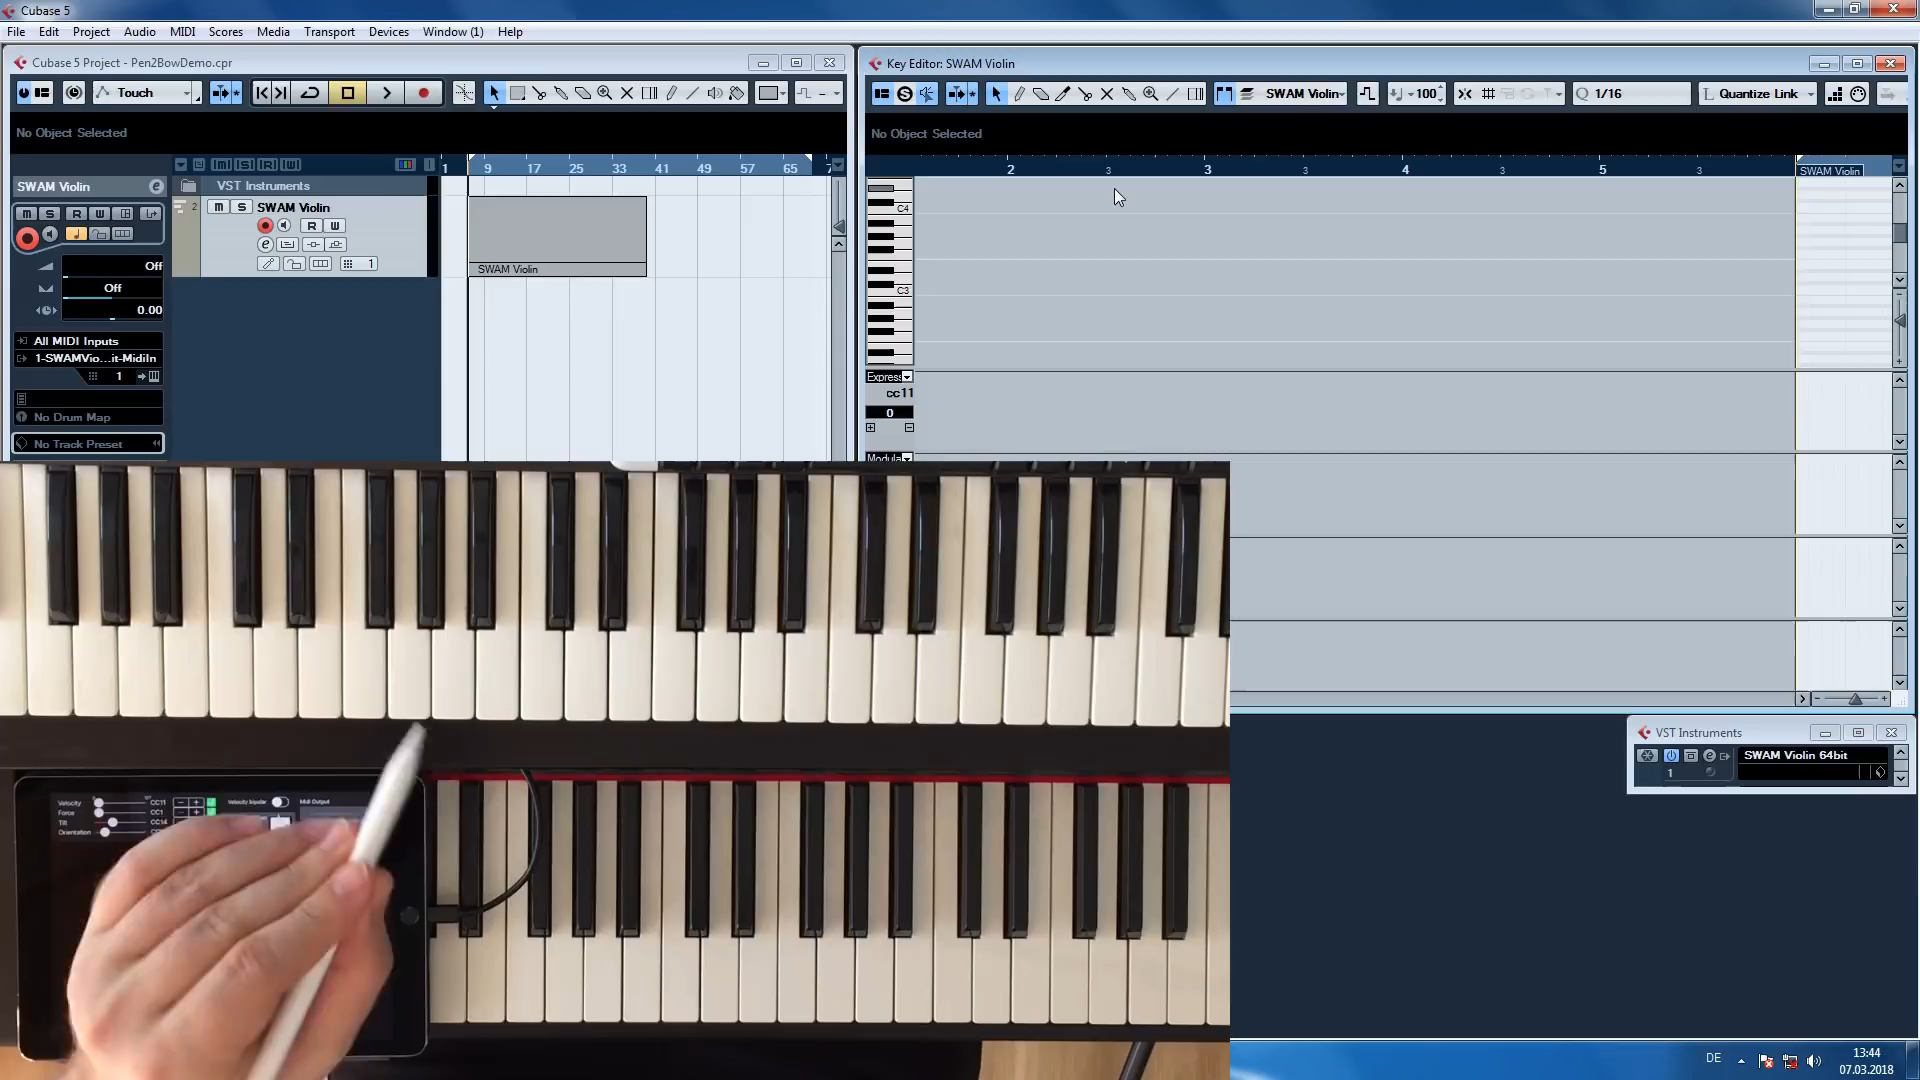 Cubase 5
File Edit Project Audio MIDI Scores Media Transport Devices Window (1) Help
Cubase 5 Project - Pen2BowDemo.cpr
Touch
No Object Selected
SWAM Violin
M S R W
Off
Off
0.00
All MIDI Inputs
1-SWAMVio...it-MidiIn
1
No Drum Map
No Track Preset
[M] [S] [R] [W]
1 9 17 25 33 41 49 57 65
VST Instruments
2 M S SWAM Violin
R W
1
SWAM Violin
Key Editor: SWAM Violin
SWAM Violin 100 Q 1/16 L Quantize Link
No Object Selected
2 3 3 3 4 3 5 3
SWAM Violin
C4
C3
Express
cc11
0
Modula
Velocity CC11 Velocity bipolar Midi Output
Force CC1
Tilt CC14
Orientation
VST Instruments
SWAM Violin 64bit
1
DE
13:44
07.03.2018